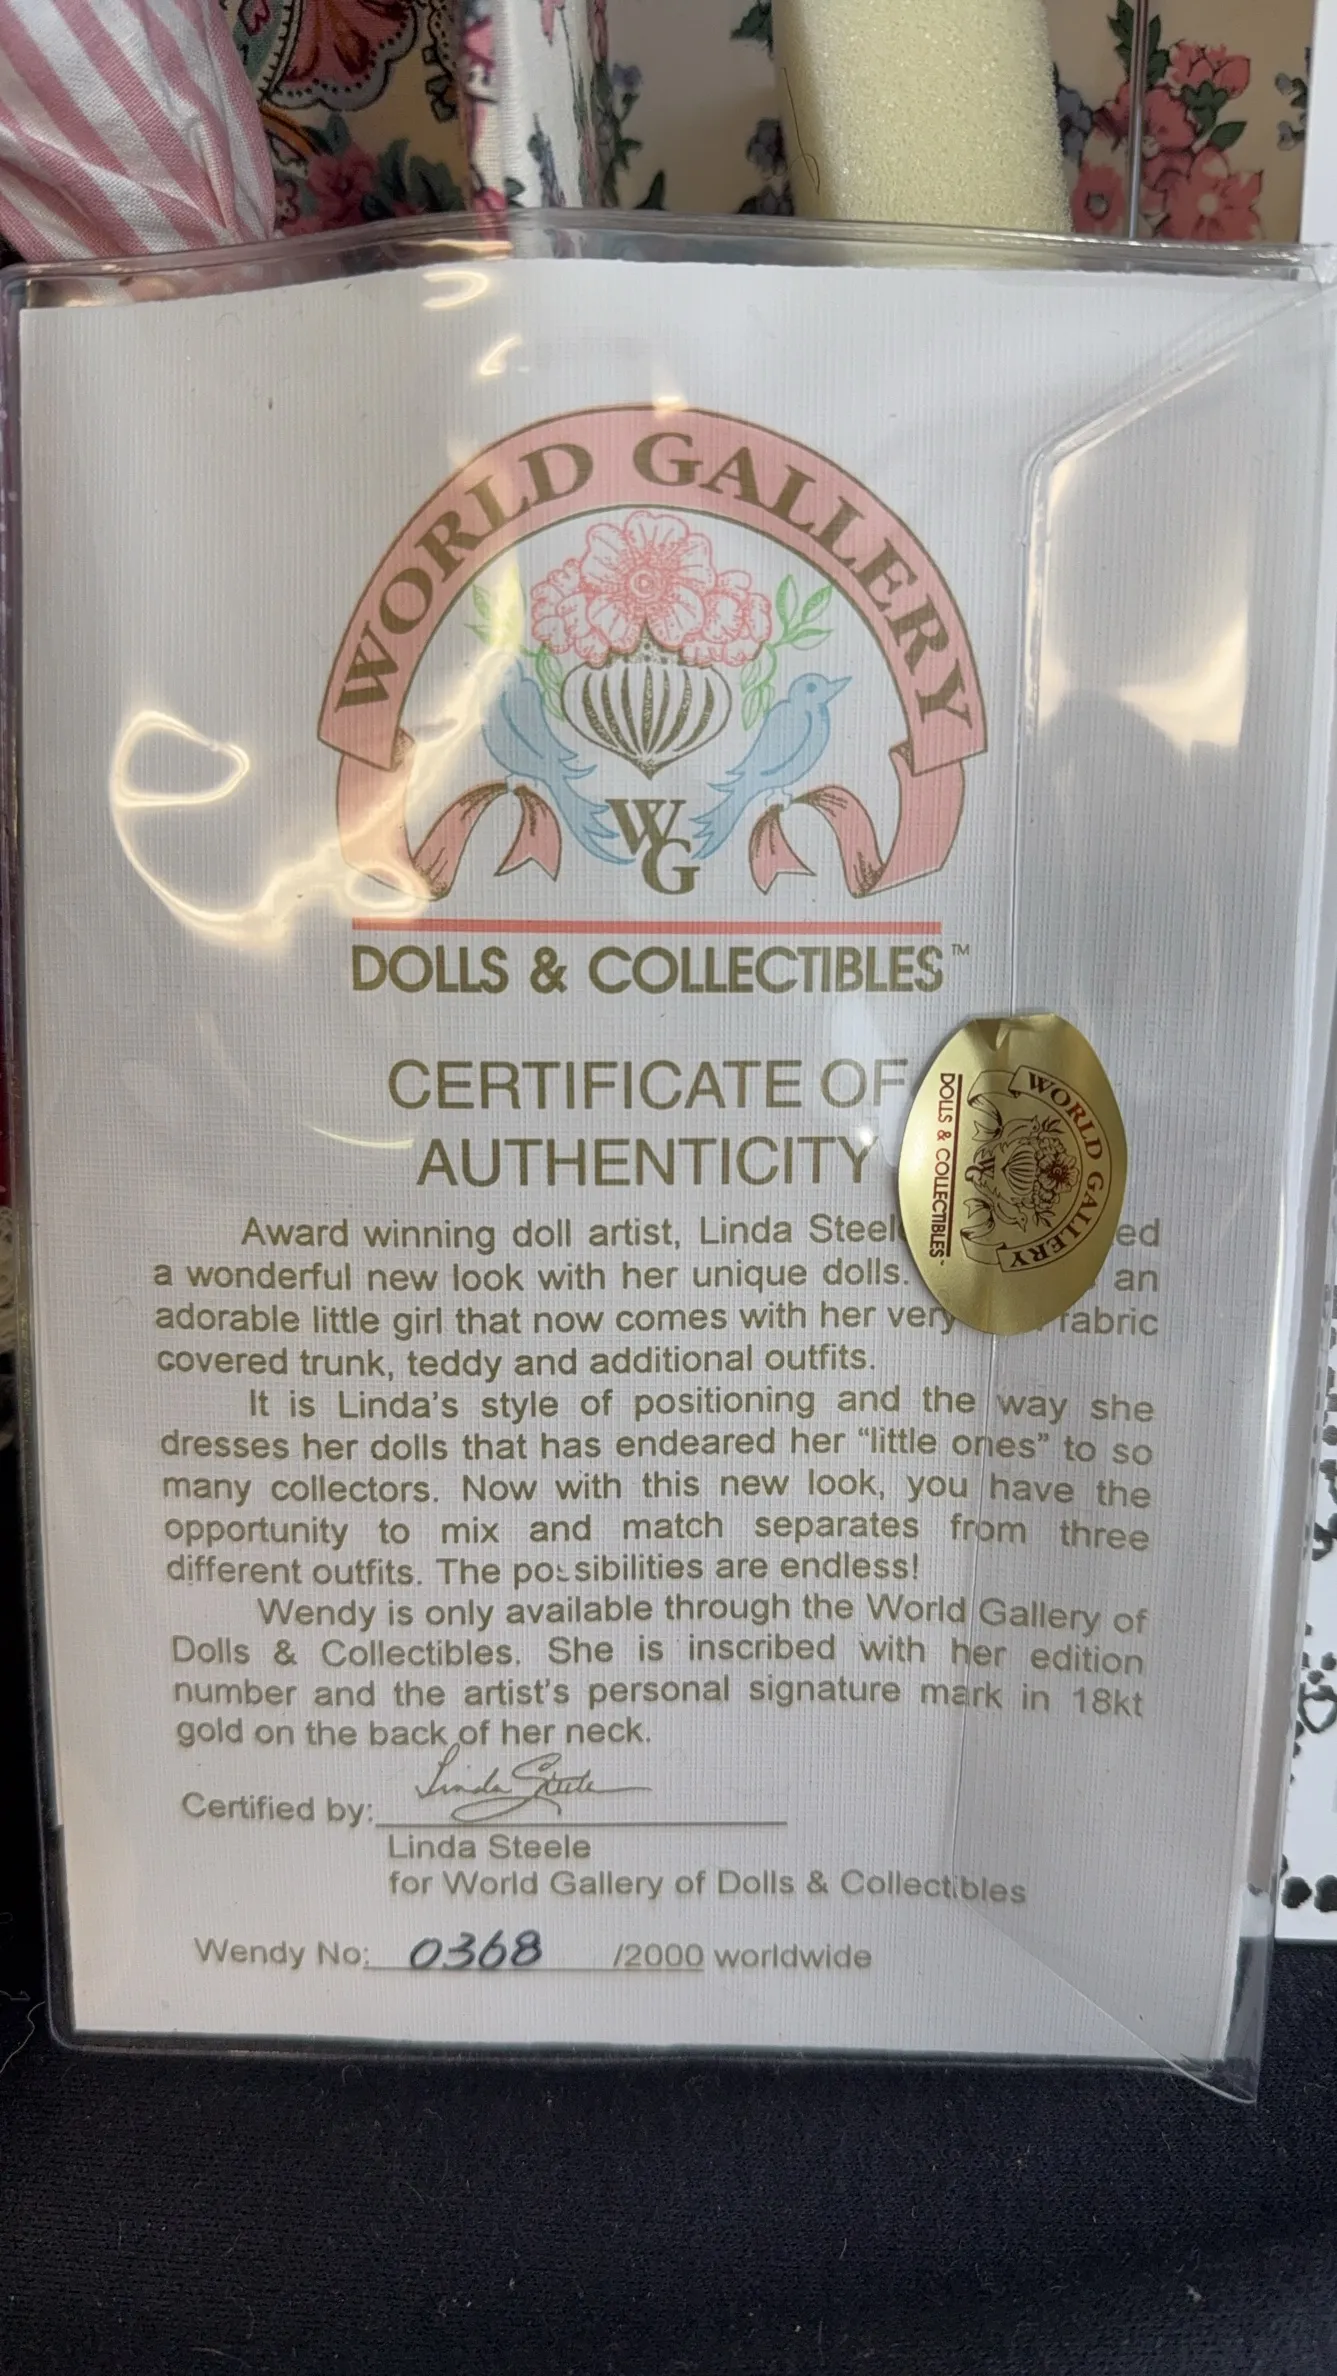 WORLD GALLERY
WG
DOLLS & COLLECTIBLES™
CERTIFICATE OF
AUTHENTICITY
WORLD GALLERY
WG
DOLLS & COLLECTIBLES
Award winning doll artist, Linda Steele
a wonderful new look with her unique dolls. an
adorable little girl that now comes with her very fabric
covered trunk, teddy and additional outfits.
It is Linda's style of positioning and the way she
dresses her dolls that has endeared her "little ones" to so
many collectors. Now with this new look, you have the
opportunity to mix and match separates from three
different outfits. The possibilities are endless!
Wendy is only available through the World Gallery of
Dolls & Collectibles. She is inscribed with her edition
number and the artist's personal signature mark in 18kt
gold on the back of her neck.
Certified by: Linda Steele
Linda Steele
for World Gallery of Dolls & Collectibles
Wendy No: 0368 /2000 worldwide